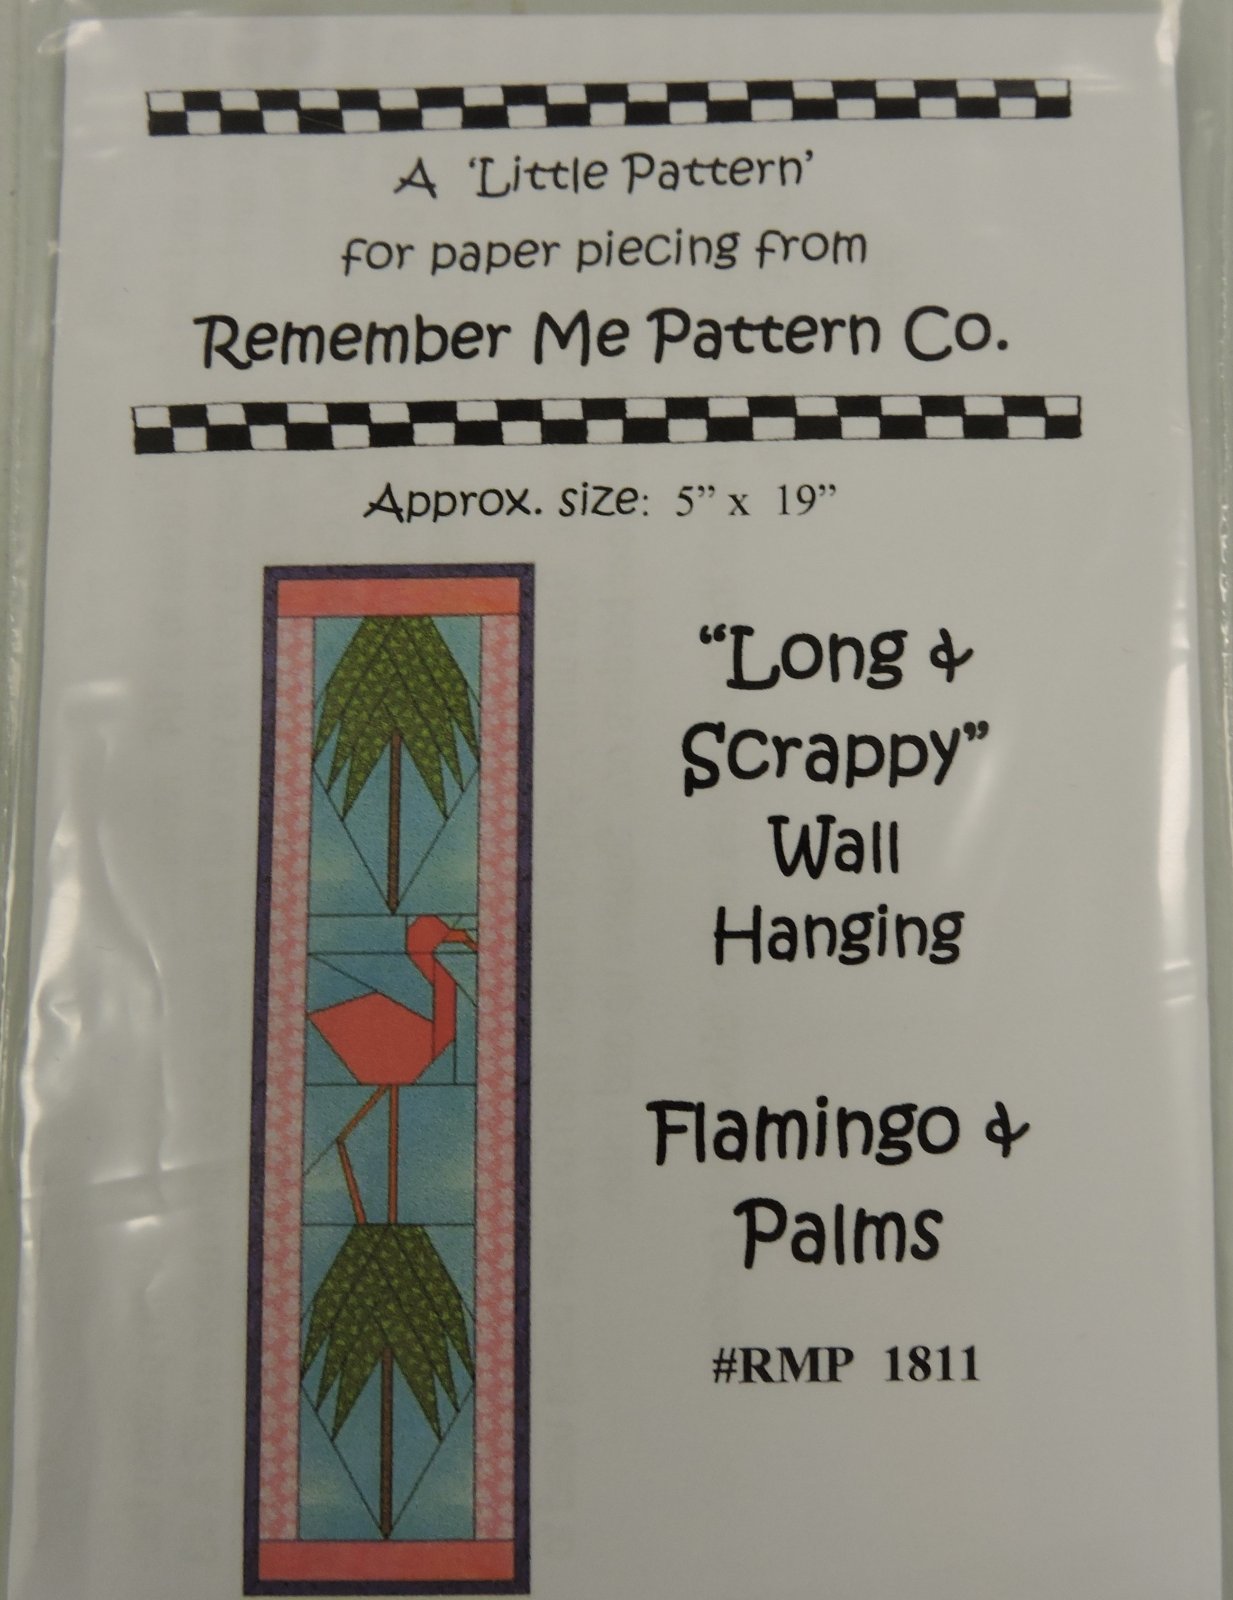 A 'Little Pattern'
for paper piecing from
Remember Me Pattern Co.
Approx. size: 5" x 19"
"Long &
Scrappy"
Wall
Hanging
Flamingo &
Palms
#RMP 1811